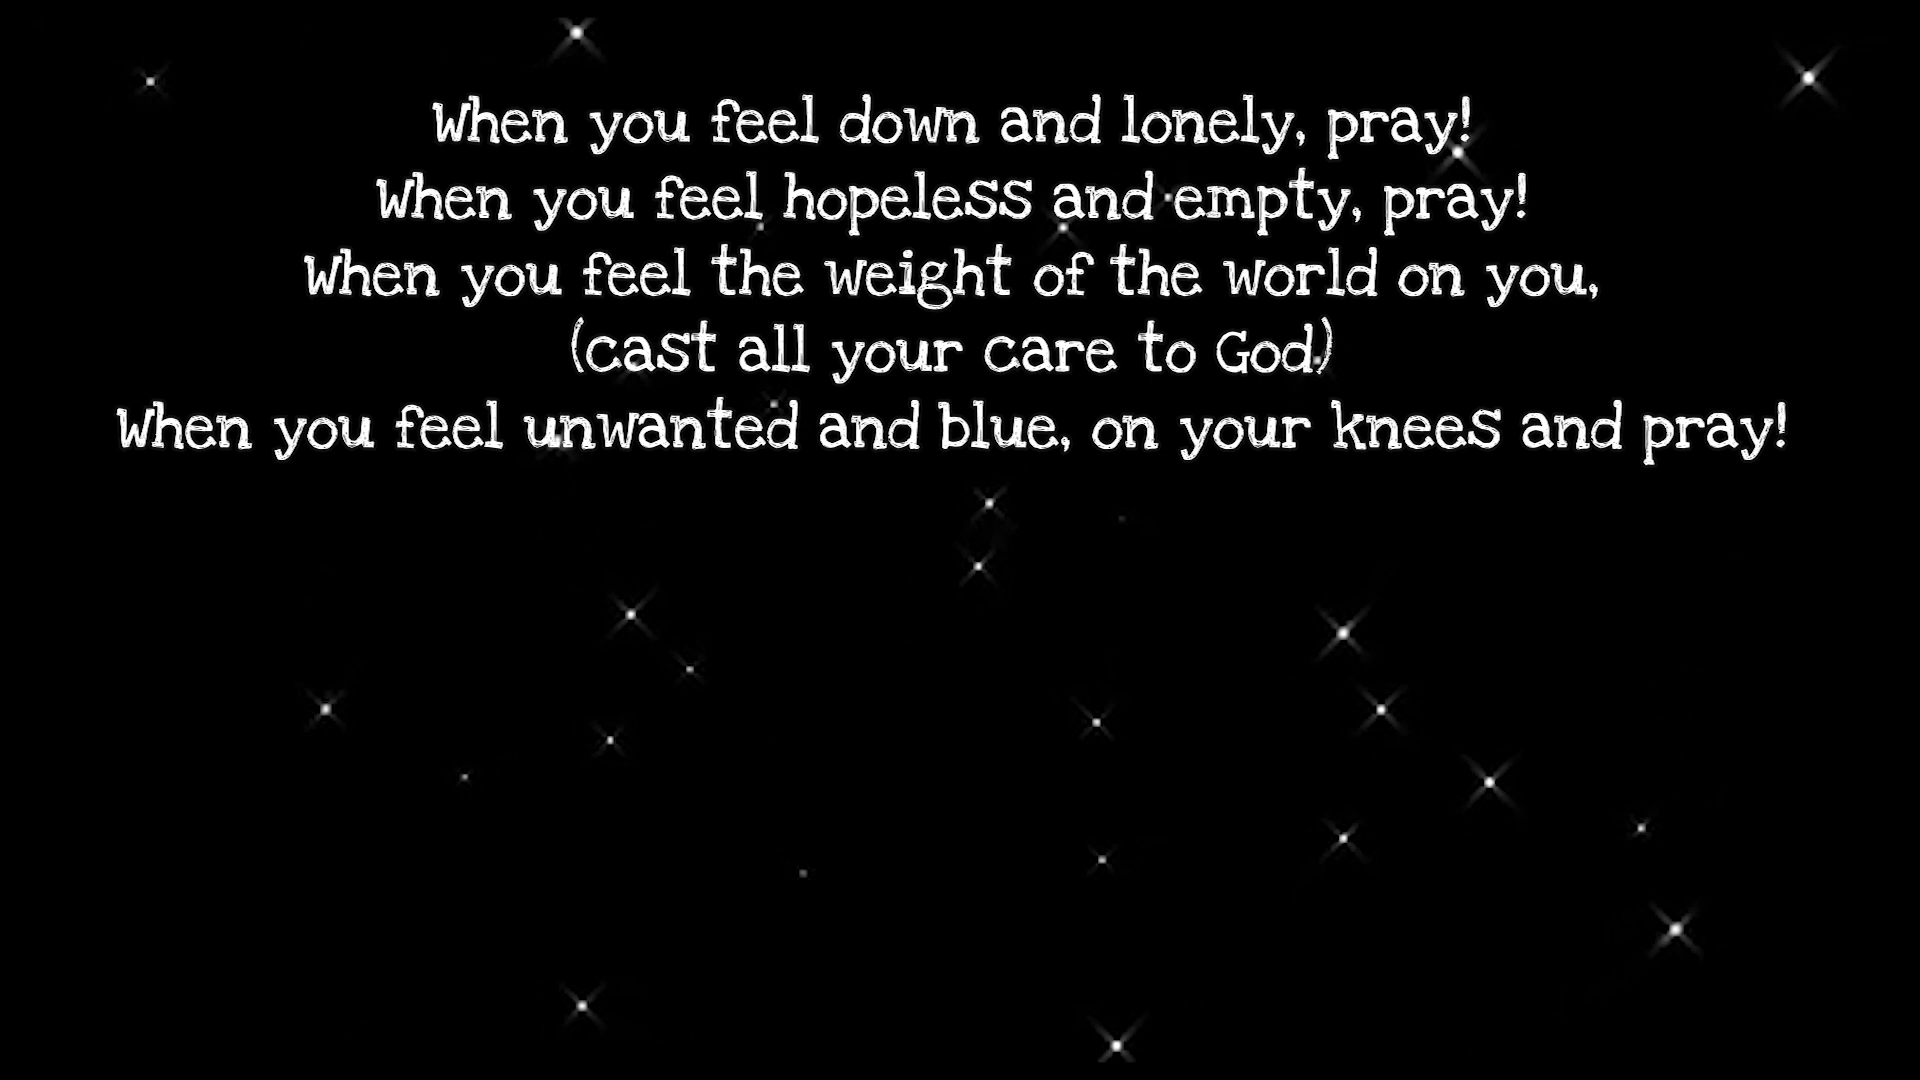 When you feel down and lonely, pray!
When you feel hopeless and empty, pray!
When you feel the weight of the world on you,
(cast all your care to God)
When you feel unwanted and blue, on your knees and pray!